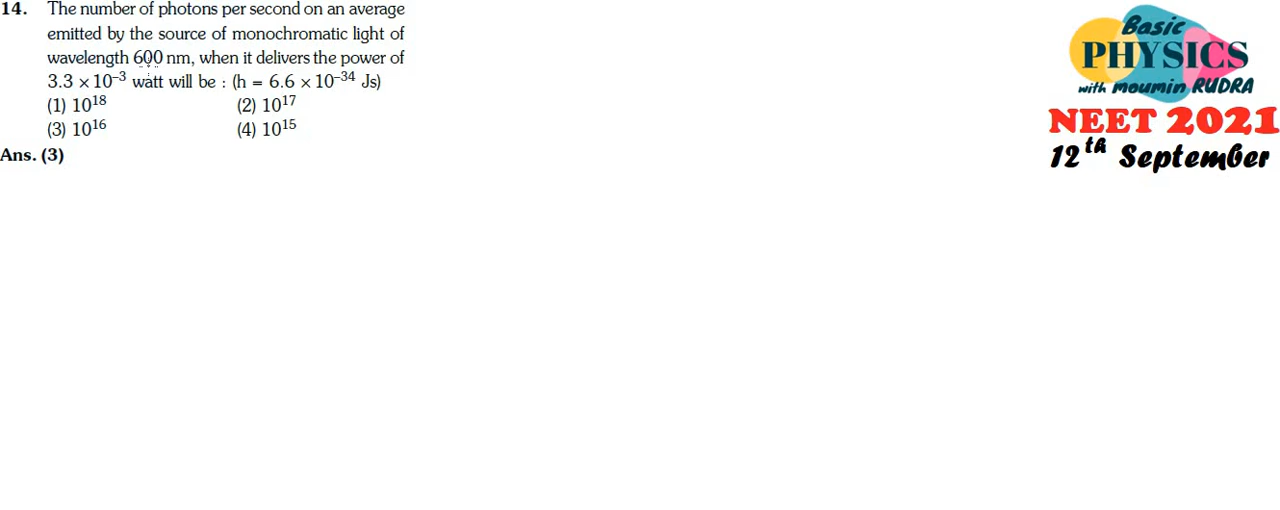 14. The number of photons per second on an average
emitted by the source of monochromatic light of
wavelength 600 nm, when it delivers the power of
3.3 × 10⁻³ watt will be : (h = 6.6 × 10⁻³⁴ Js)
(1) 10¹⁸ (2) 10¹⁷
(3) 10¹⁶ (4) 10¹⁵
Ans. (3)
Basic
PHYSICS
with moumin RUDRA
NEET 2021
12ᵗʰ September